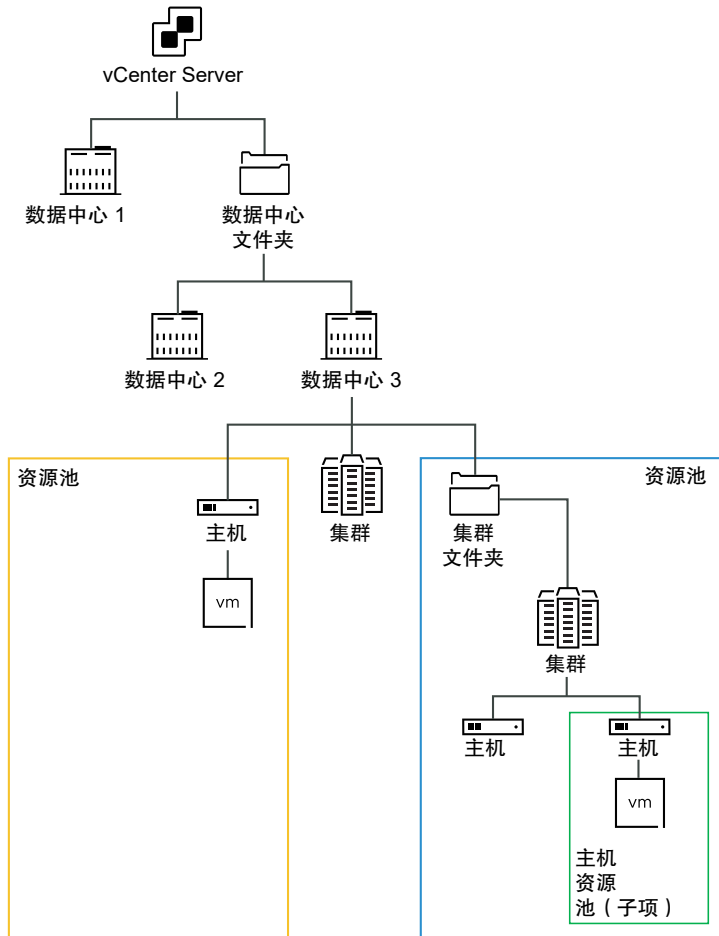 vCenter Server
数据中心 1
数据中心
文件夹
数据中心 2
数据中心 3
资源池
主机
vm
集群
资源池
集群
文件夹
集群
主机
主机
vm
主机
资源
池（子项）